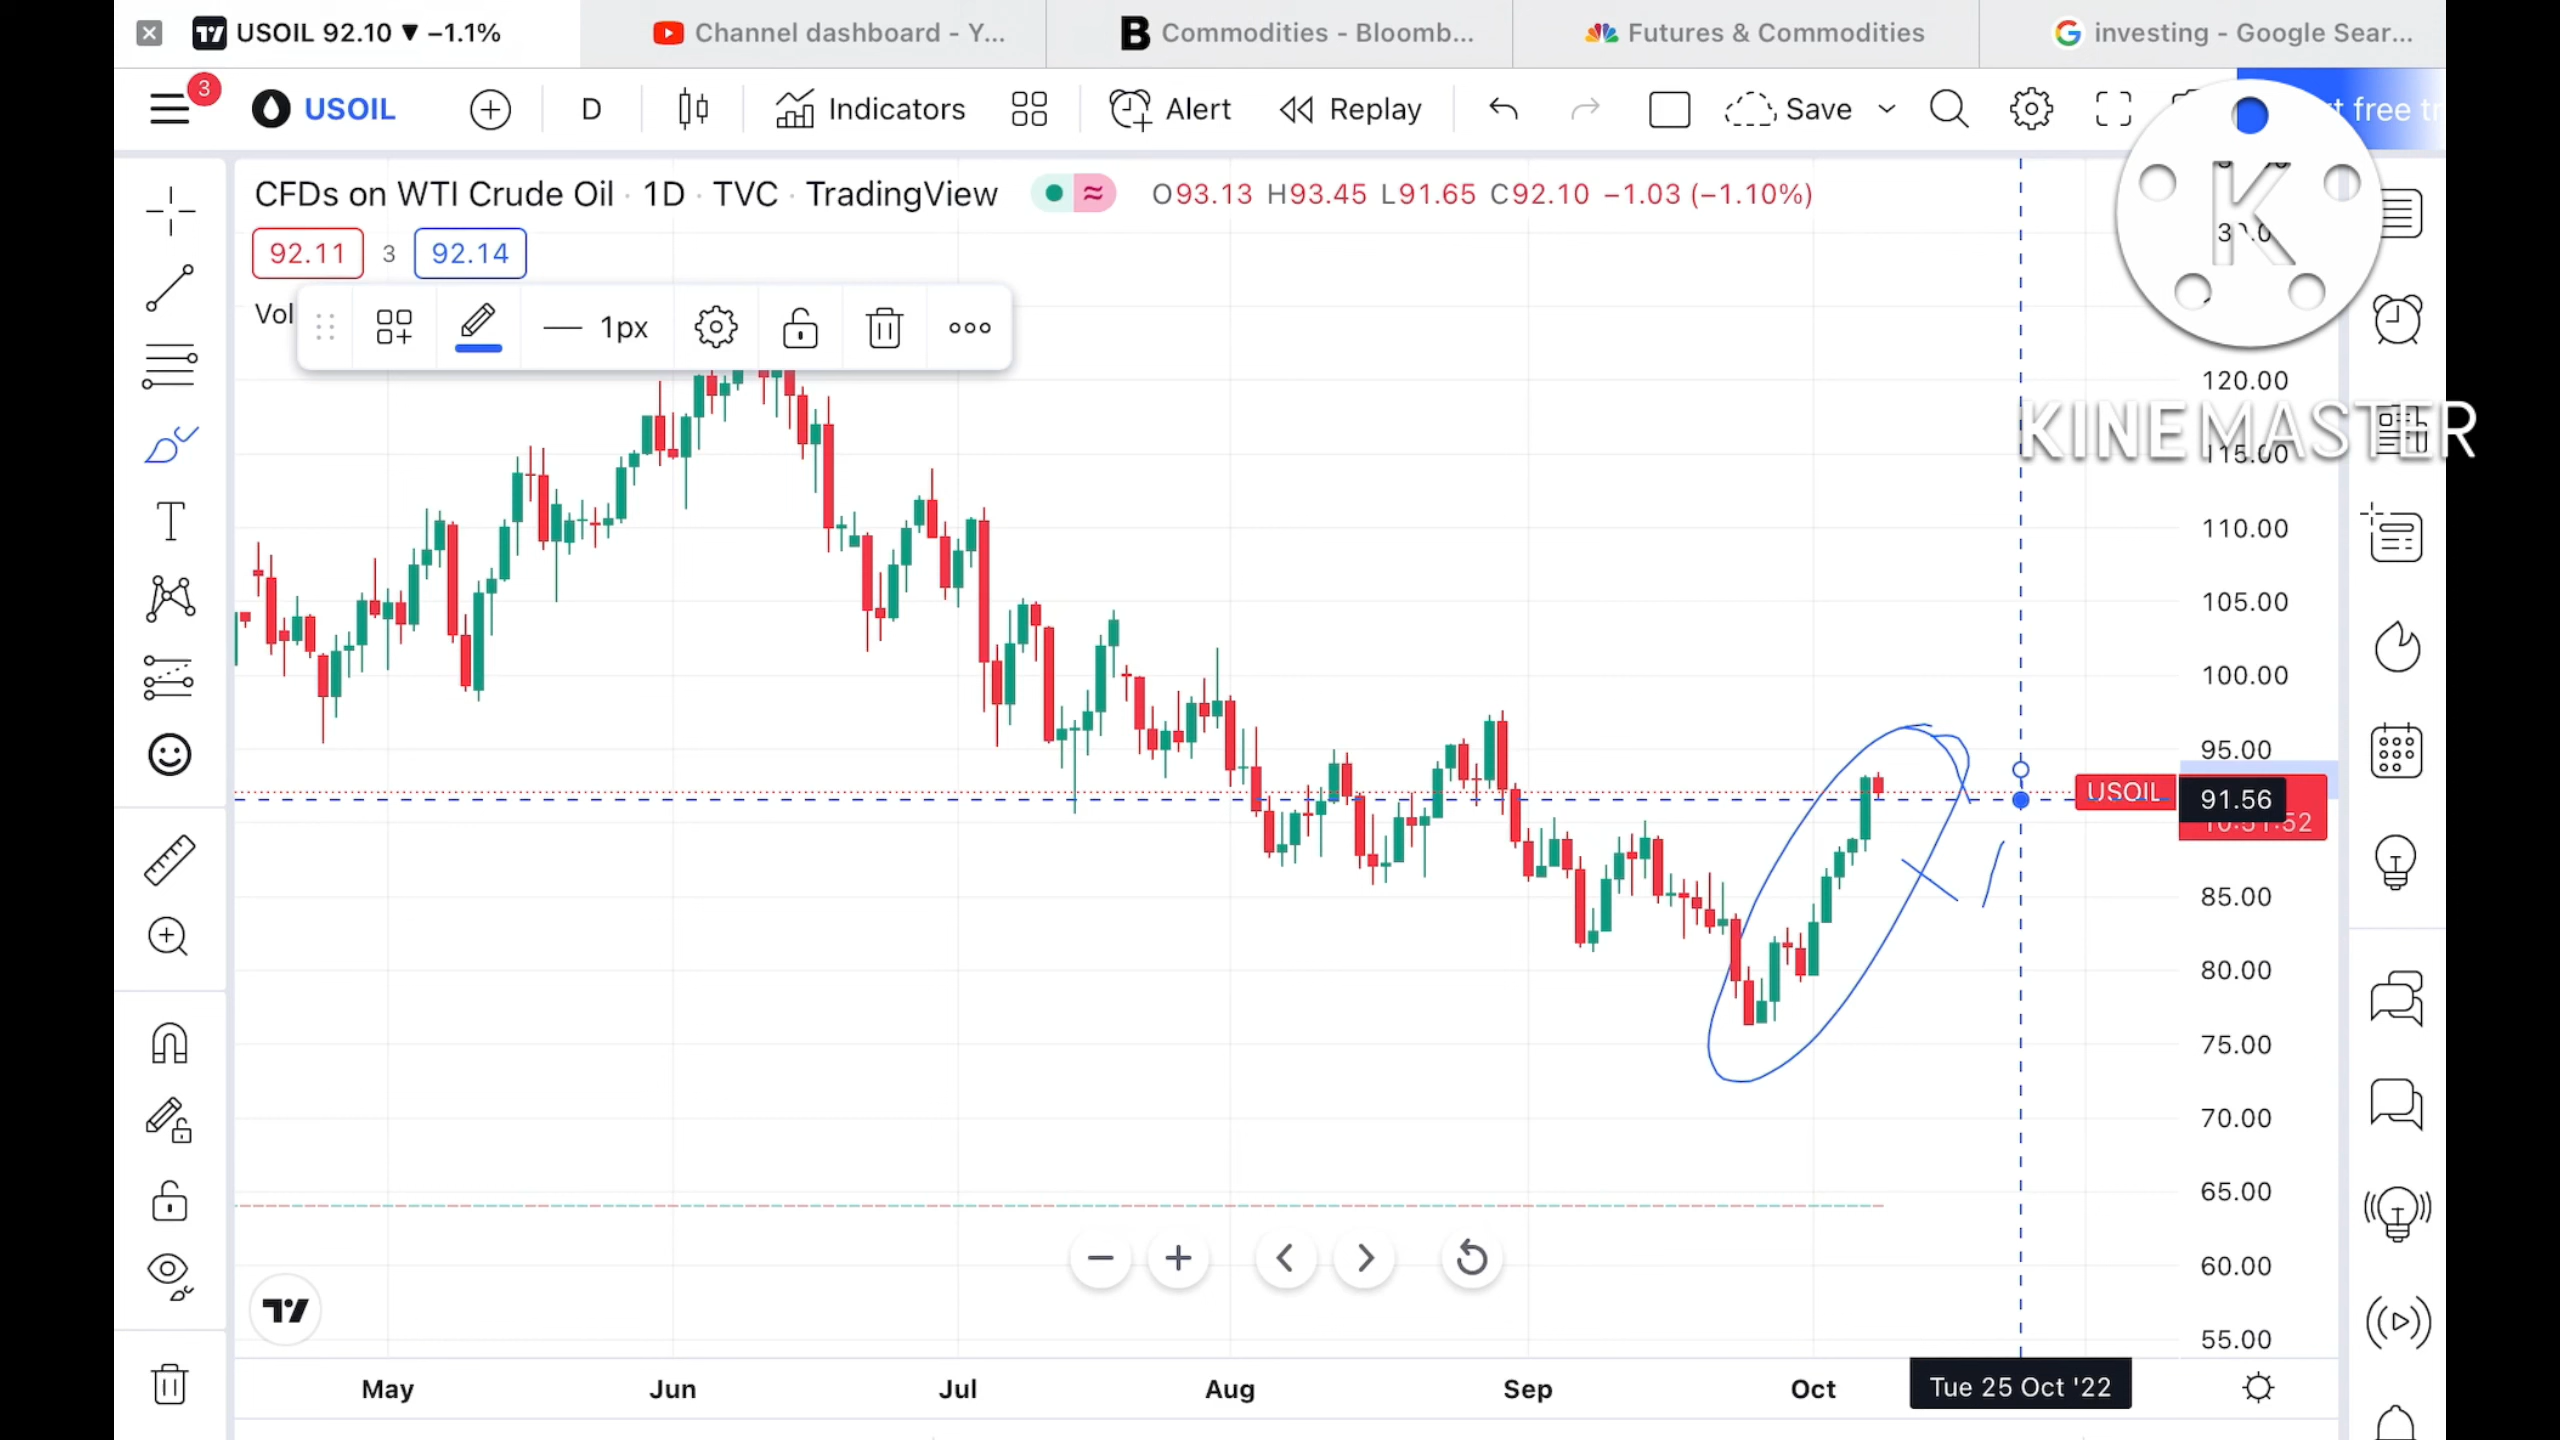 USOIL 92.10 ▼ −1.1%
Channel dashboard - Y...
Commodities - Bloomb...
Futures & Commodities
investing - Google Sear...
3
USOIL
D
Indicators
Alert
Replay
Save
free
CFDs on WTI Crude Oil · 1D · TVC · TradingView
O93.13 H93.45 L91.65 C92.10 −1.03 (−1.10%)
92.11
3
92.14
Vol
1px
K
KINEMASTER
120.00
115.00
110.00
105.00
100.00
95.00
USOIL
91.56
85.00
80.00
75.00
70.00
65.00
60.00
55.00
May
Jun
Jul
Aug
Sep
Oct
Tue 25 Oct '22